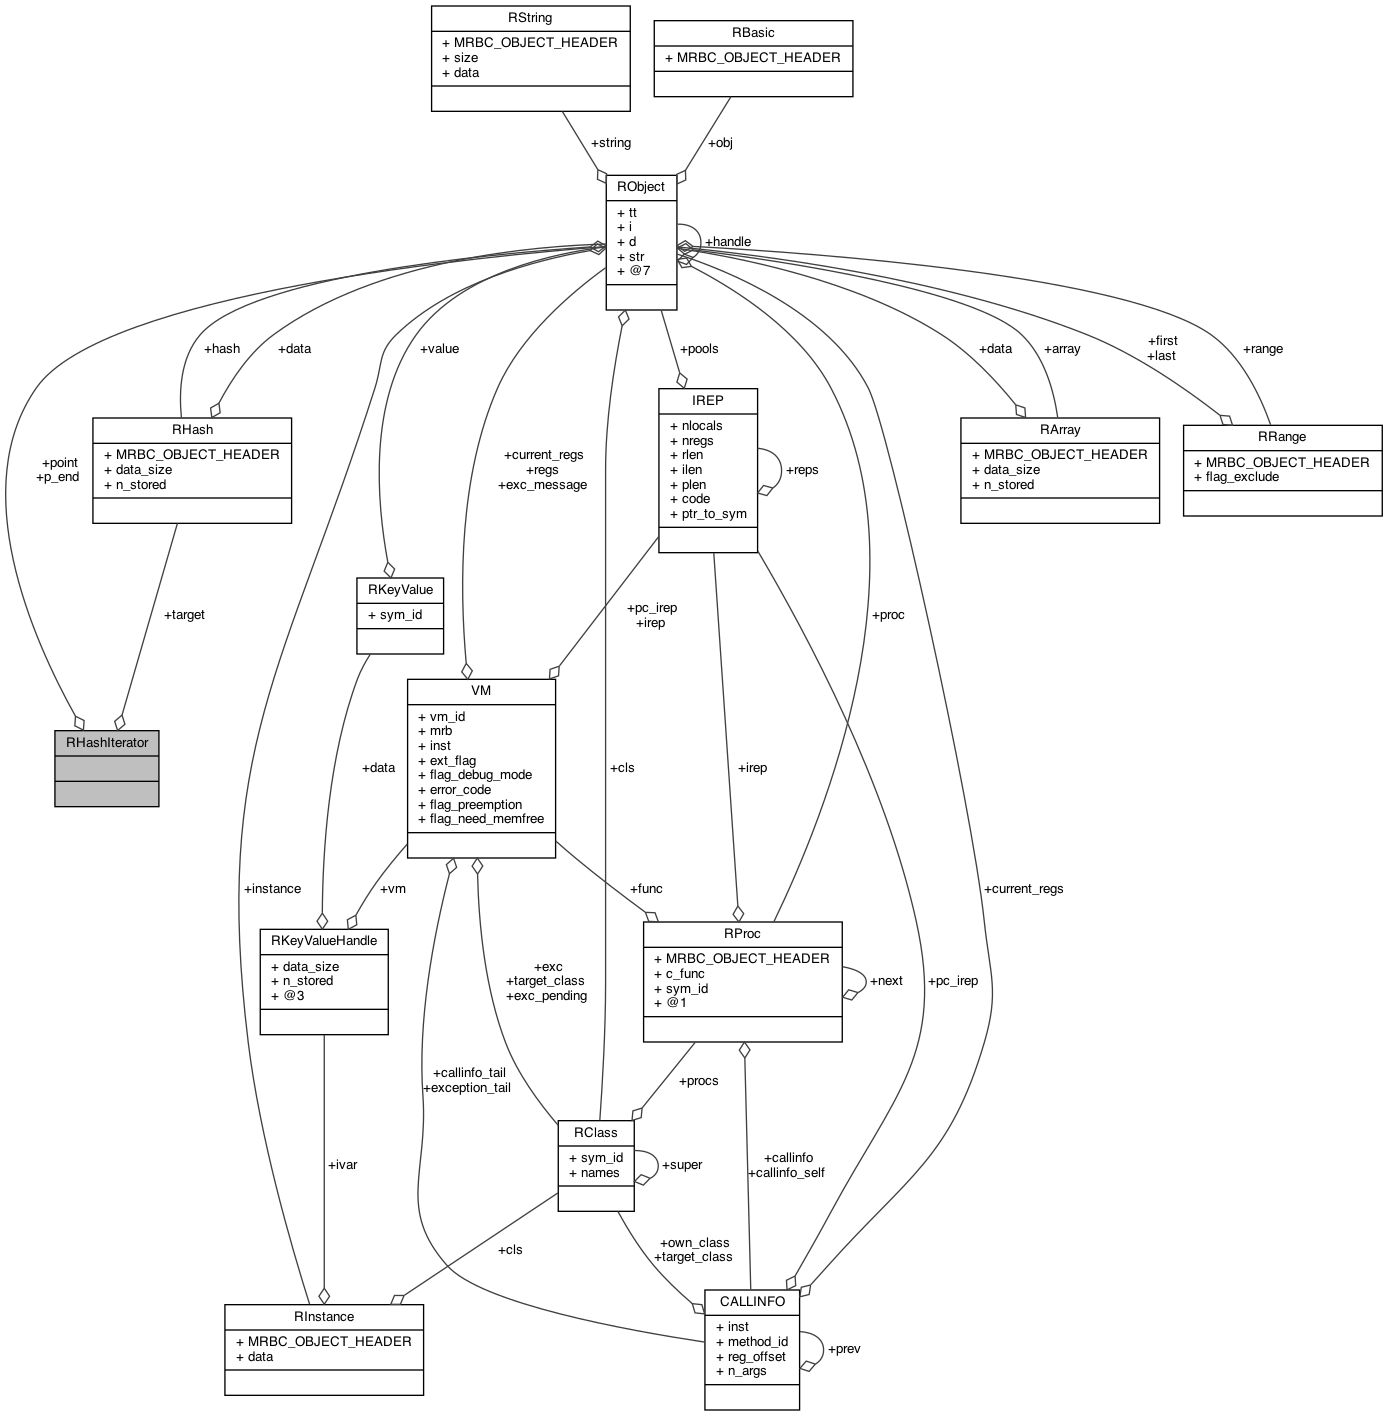 RString
+ MRBC_OBJECT_HEADER
+ size
+ data
RBasic
+ MRBC_OBJECT_HEADER
+string
+obj
RObject
+ tt
+ i
+ d
+ str
+ @7
+handle
+hash
+data
+value
+pools
+data
+array
+first
+last
+range
RHash
+ MRBC_OBJECT_HEADER
+ data_size
+ n_stored
+point
+p_end
+current_regs
+regs
+exc_message
IREP
+ nlocals
+ nregs
+ rlen
+ ilen
+ plen
+ code
+ ptr_to_sym
+reps
RArray
+ MRBC_OBJECT_HEADER
+ data_size
+ n_stored
RRange
+ MRBC_OBJECT_HEADER
+ flag_exclude
+target
RKeyValue
+ sym_id
+pc_irep
+irep
+proc
RHashIterator
VM
+ vm_id
+ mrb
+ inst
+ ext_flag
+ flag_debug_mode
+ error_code
+ flag_preemption
+ flag_need_memfree
+data
+cls
+irep
+instance
+vm
+func
+current_regs
RKeyValueHandle
+ data_size
+ n_stored
+ @3
+exc
+target_class
+exc_pending
RProc
+ MRBC_OBJECT_HEADER
+ c_func
+ sym_id
+ @1
+next
+pc_irep
+callinfo_tail
+exception_tail
+procs
RClass
+ sym_id
+ names
+super
+ivar
+callinfo
+callinfo_self
+cls
+own_class
+target_class
RInstance
+ MRBC_OBJECT_HEADER
+ data
CALLINFO
+ inst
+ method_id
+ reg_offset
+ n_args
+prev